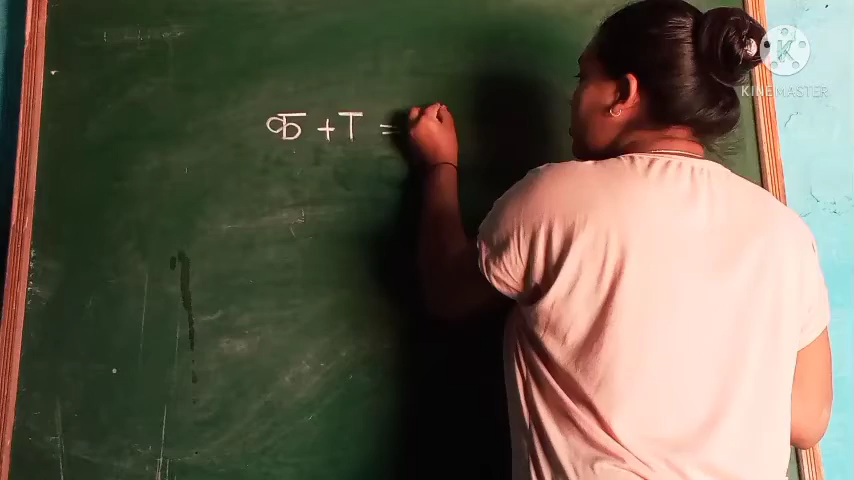 क + ा =
K
KINEMASTER